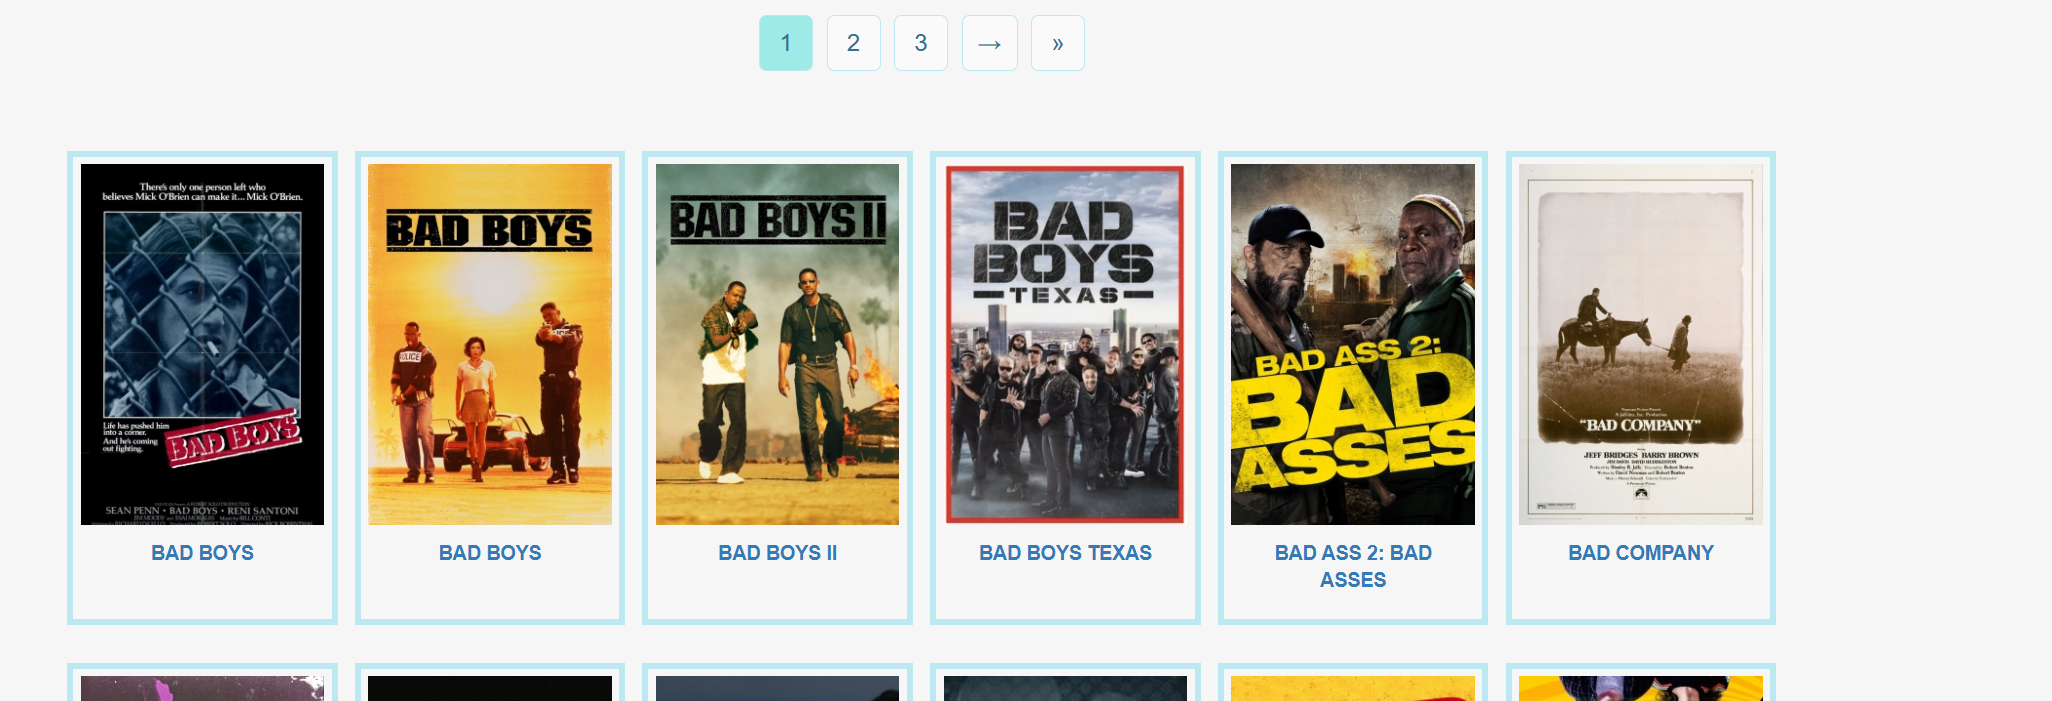 1 2 3 → »
There's only one person left who
believes Mick O'Brien can make it... Mick O'Brien.
Life has pushed him
into a corner.
And he's coming
out fighting.
BAD BOYS
SEAN PENN • BAD BOYS • RENI SANTONI
BAD BOYS
POLICE
BAD BOYS II
BAD
BOYS
TEXAS
BAD ASS 2:
BAD
ASSES
"BAD COMPANY"
JEFF BRIDGES BARRY BROWN
BAD BOYS
BAD BOYS
BAD BOYS II
BAD BOYS TEXAS
BAD ASS 2: BAD
ASSES
BAD COMPANY